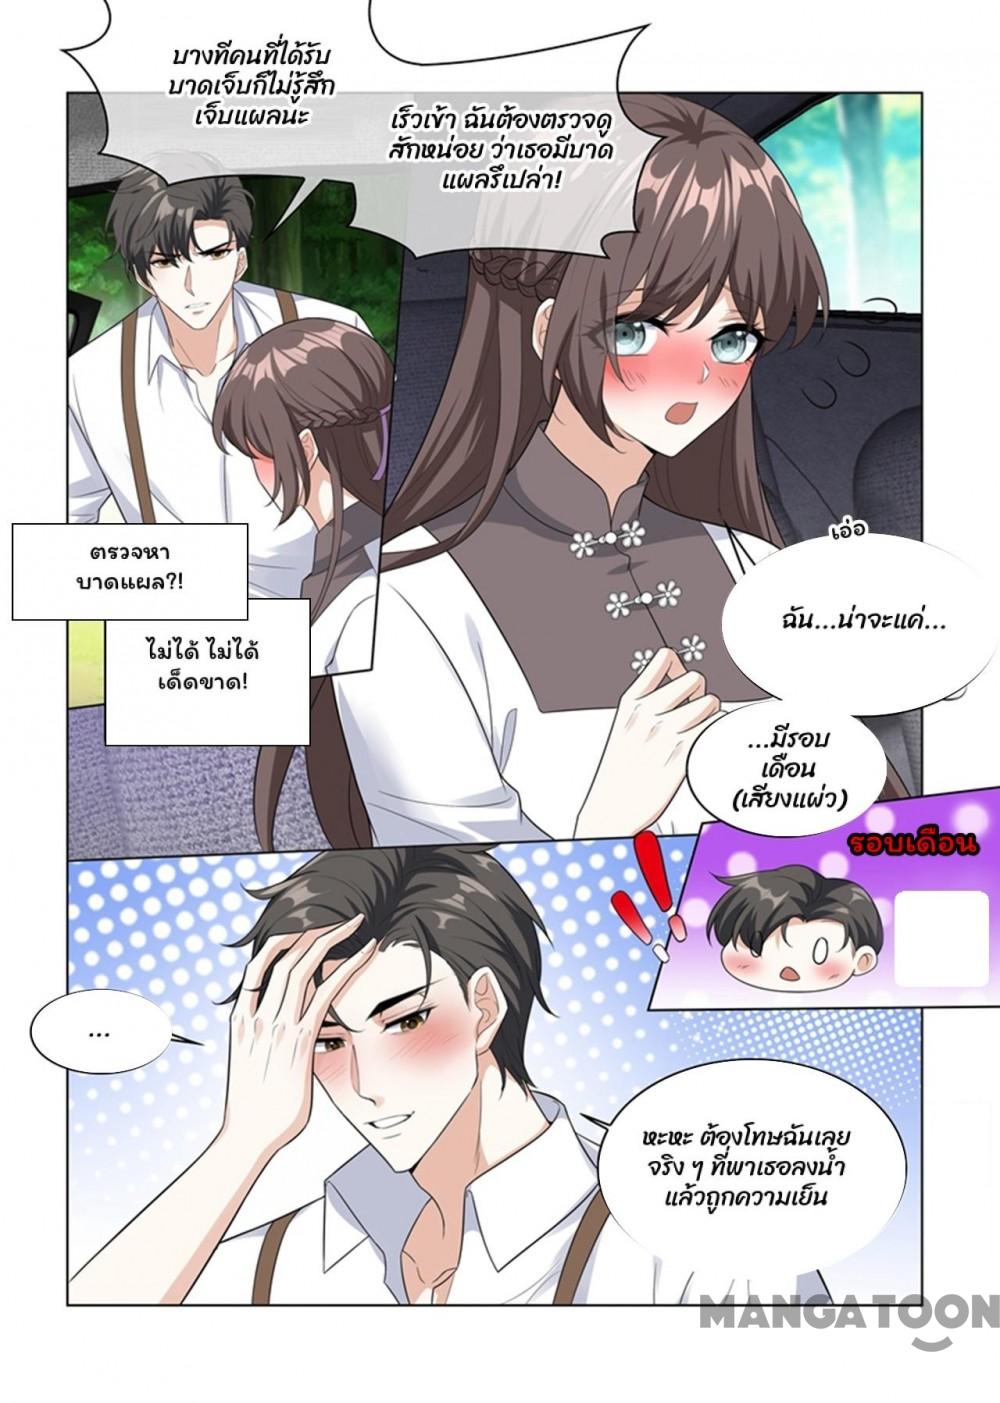 บางทีคนที่ได้รับ
บาดเจ็บก็ไม่รู้สึก
เจ็บแผลนะ
เร็วเข้า ฉันต้องตรวจดู
สักหน่อย ว่าเธอมีบาด
แผลรึเปล่า!
ตรวจหา
บาดแผล?!
ไม่ได้ ไม่ได้
เด็ดขาด!
เอ่อ
ฉัน...น่าจะแค่...
...มีรอบ
เดือน
(เสียงแผ่ว)
รอบเดือน
...
หะหะ ต้องโทษฉันเลย
จริง ๆ ที่พาเธอลงน้ำ
แล้วถูกความเย็น
MANGATOON